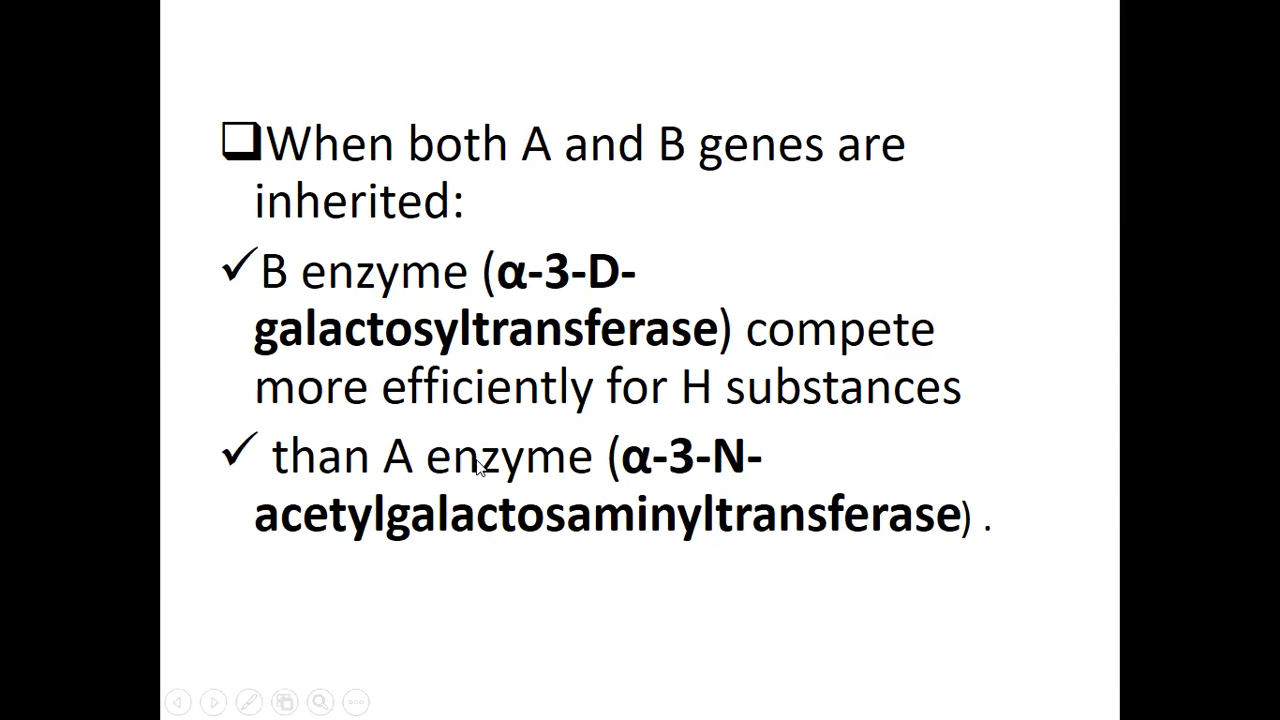 ❑When both A and B genes are
inherited:
✓B enzyme (α-3-D-
galactosyltransferase) compete
more efficiently for H substances
✓ than A enzyme (α-3-N-
acetylgalactosaminyltransferase) .